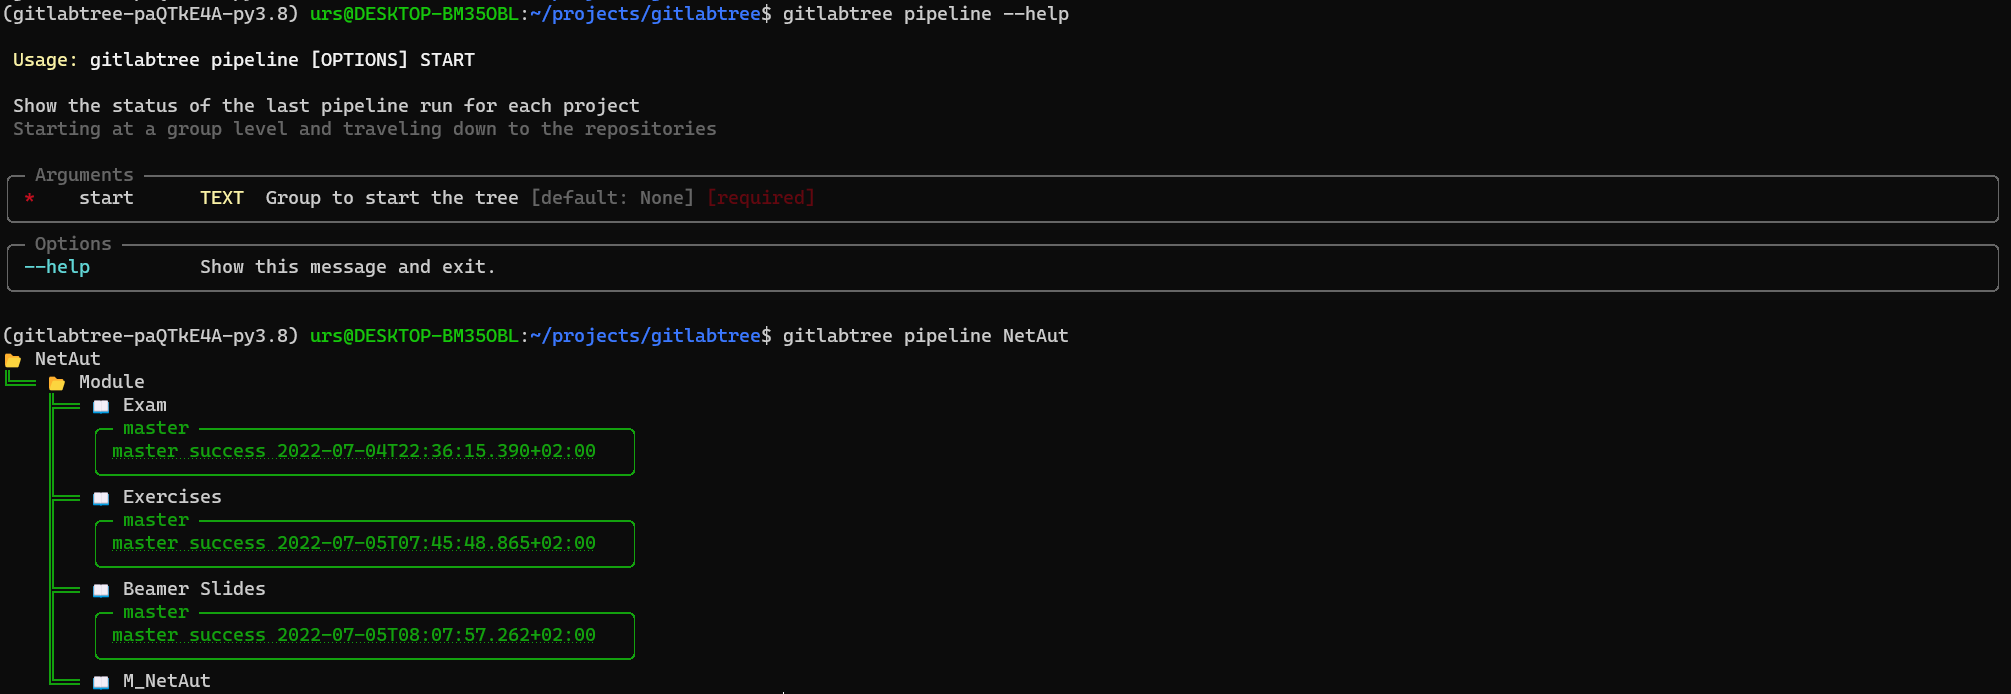 (gitlabtree-paQTkE4A-py3.8) urs@DESKTOP-BM35OBL:~/projects/gitlabtree$ gitlabtree pipeline --help
Usage: gitlabtree pipeline [OPTIONS] START
Show the status of the last pipeline run for each project
Starting at a group level and traveling down to the repositories
Arguments
* start TEXT Group to start the tree [default: None] [required]
Options
--help Show this message and exit.
(gitlabtree-paQTkE4A-py3.8) urs@DESKTOP-BM35OBL:~/projects/gitlabtree$ gitlabtree pipeline NetAut
NetAut
Module
Exam
master
master success 2022-07-04T22:36:15.390+02:00
Exercises
master
master success 2022-07-05T07:45:48.865+02:00
Beamer Slides
master
master success 2022-07-05T08:07:57.262+02:00
M_NetAut